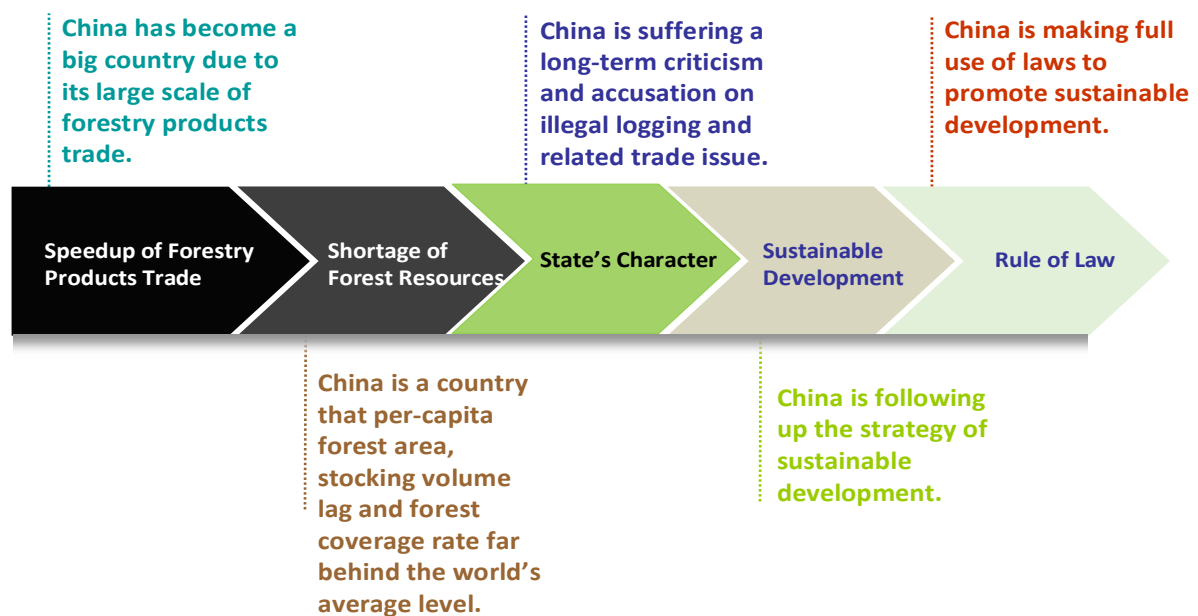 China has become a
big country due to
its large scale of
forestry products
trade.
China is suffering a
long-term criticism
and accusation on
illegal logging and
related trade issue.
China is making full
use of laws to
promote sustainable
development.
Speedup of Forestry
Products Trade
Shortage of
Forest Resources
State’s Character
Sustainable
Development
Rule of Law
China is a country
that per-capita
forest area,
stocking volume
lag and forest
coverage rate far
behind the world’s
average level.
China is following
up the strategy of
sustainable
development.